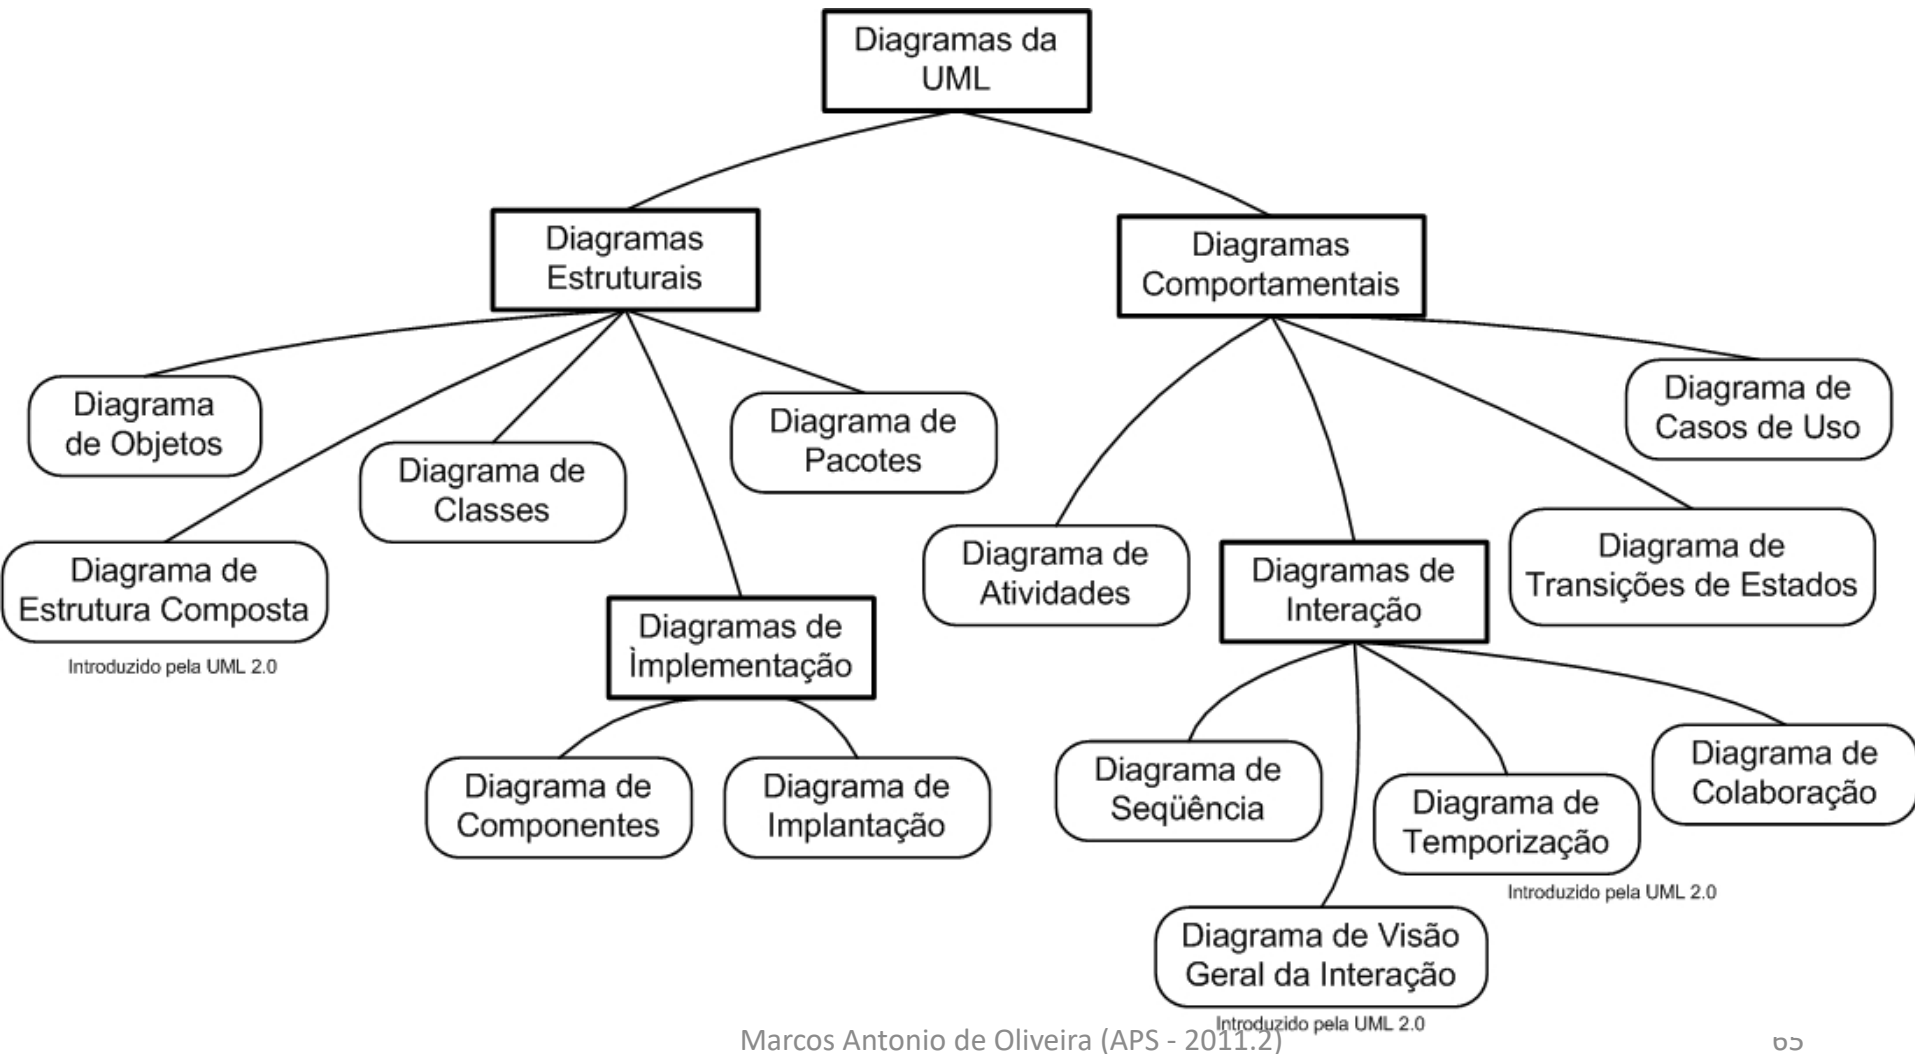 Diagramas da
UML
Diagramas
Estruturais
Diagramas
Comportamentais
Diagrama
de Objetos
Diagrama de
Estrutura Composta
Introduzido pela UML 2.0
Diagrama de
Classes
Diagrama de
Pacotes
Diagramas de
Ìmplementação
Diagrama de
Componentes
Diagrama de
Implantação
Diagrama de
Atividades
Diagramas de
Interação
Diagrama de
Transições de Estados
Diagrama de
Casos de Uso
Diagrama de
Seqüência
Diagrama de Visão
Geral da Interação
Introduzido pela UML 2.0
Diagrama de
Temporização
Introduzido pela UML 2.0
Diagrama de
Colaboração
Marcos Antonio de Oliveira (APS - 2011.2)
65